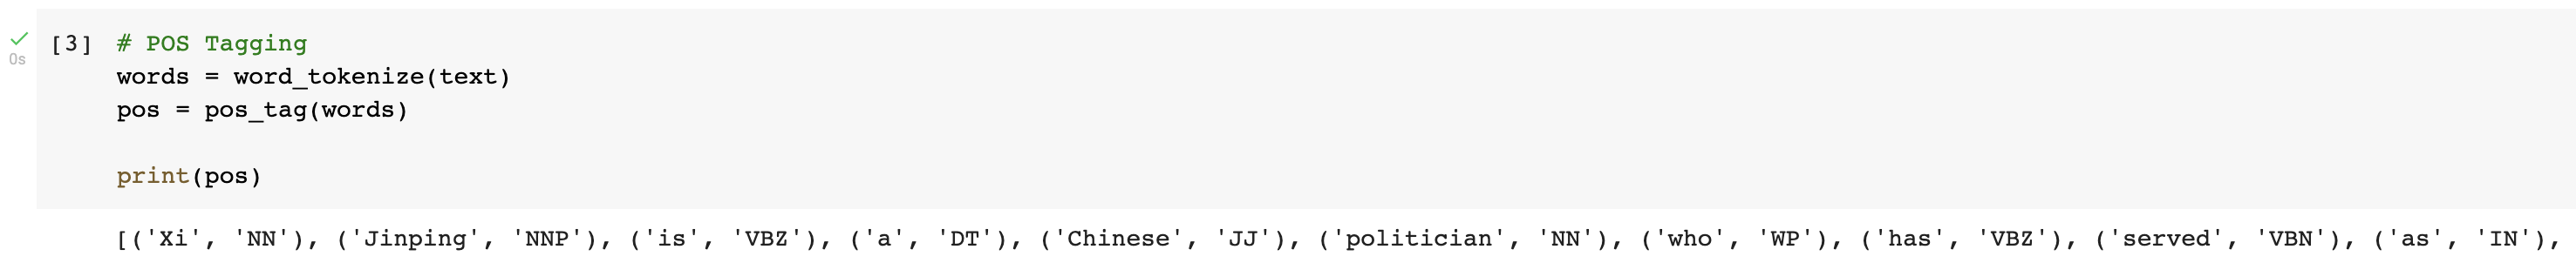 [3] # POS Tagging
0s
words = word_tokenize(text)
pos = pos_tag(words)
print(pos)
[('Xi', 'NN'), ('Jinping', 'NNP'), ('is', 'VBZ'), ('a', 'DT'), ('Chinese', 'JJ'), ('politician', 'NN'), ('who', 'WP'), ('has', 'VBZ'), ('served', 'VBN'), ('as', 'IN'),